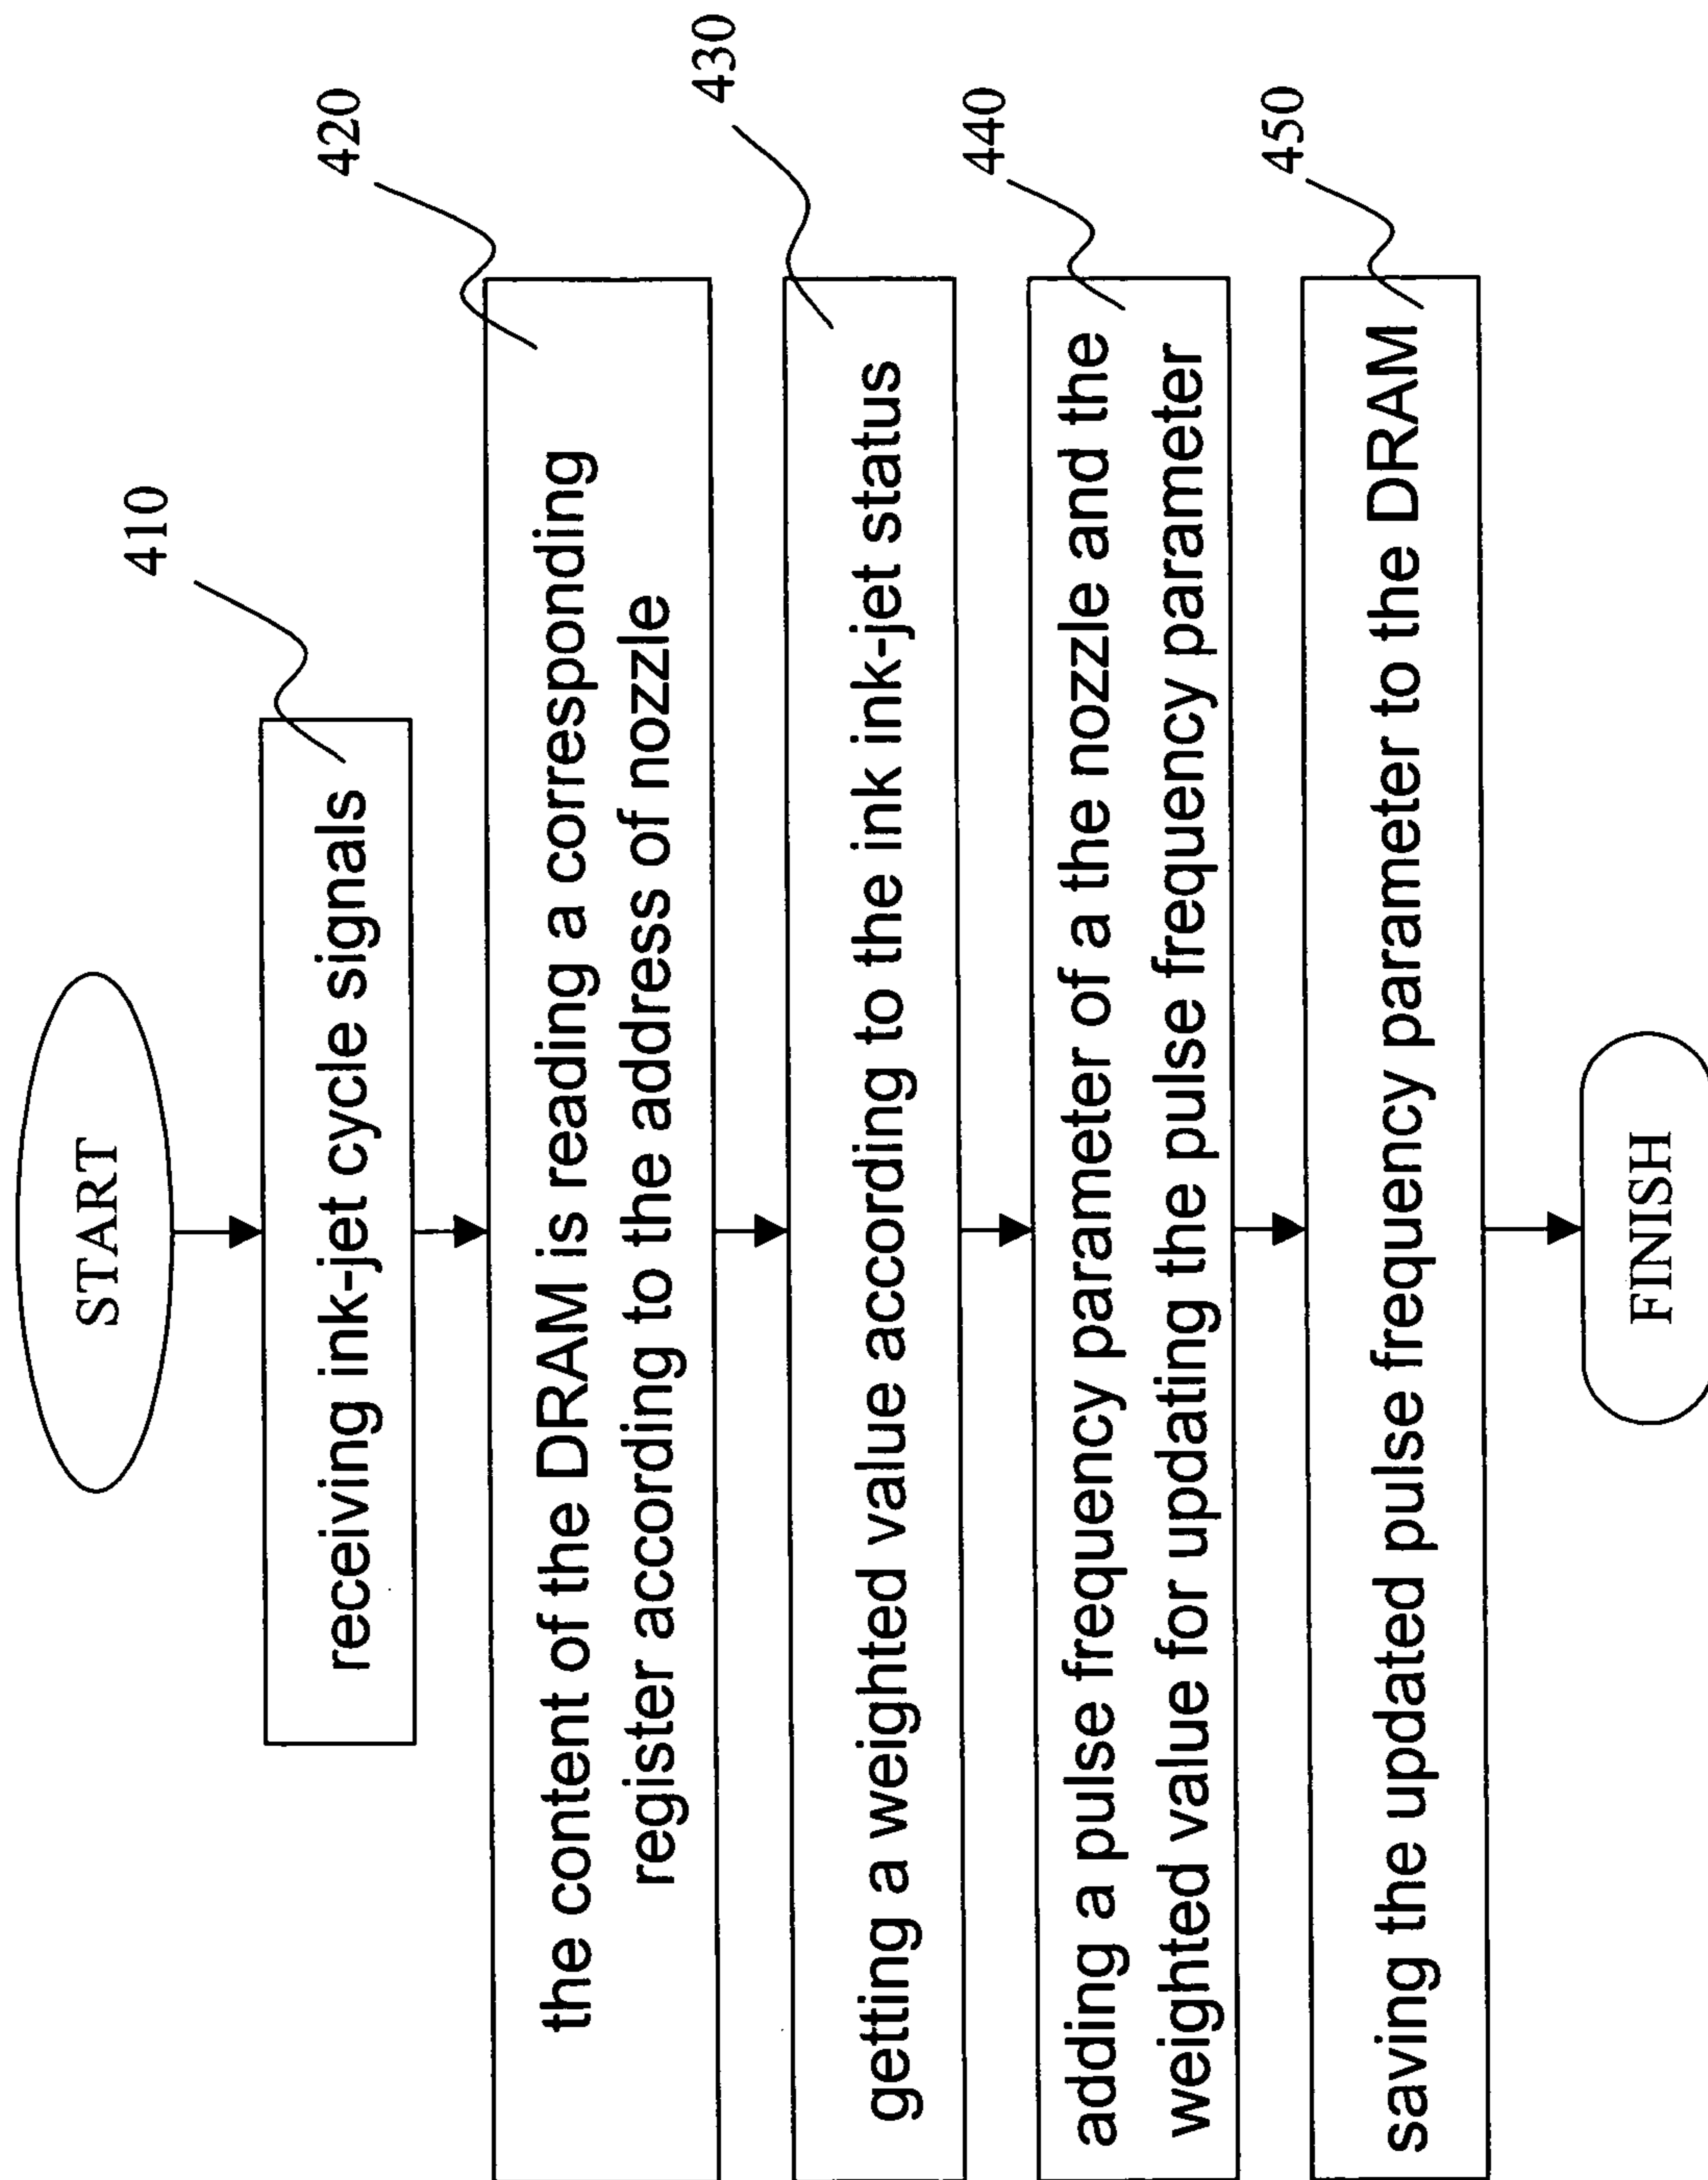 START
410
receiving ink-jet cycle signals
420
the content of the DRAM is reading a corresponding
register according to the address of nozzle
430
getting a weighted value according to the ink ink-jet status
440
adding a pulse frequency parameter of a the nozzle and the
weighted value for updating the pulse frequency parameter
450
saving the updated pulse frequency parameter to the DRAM
FINISH